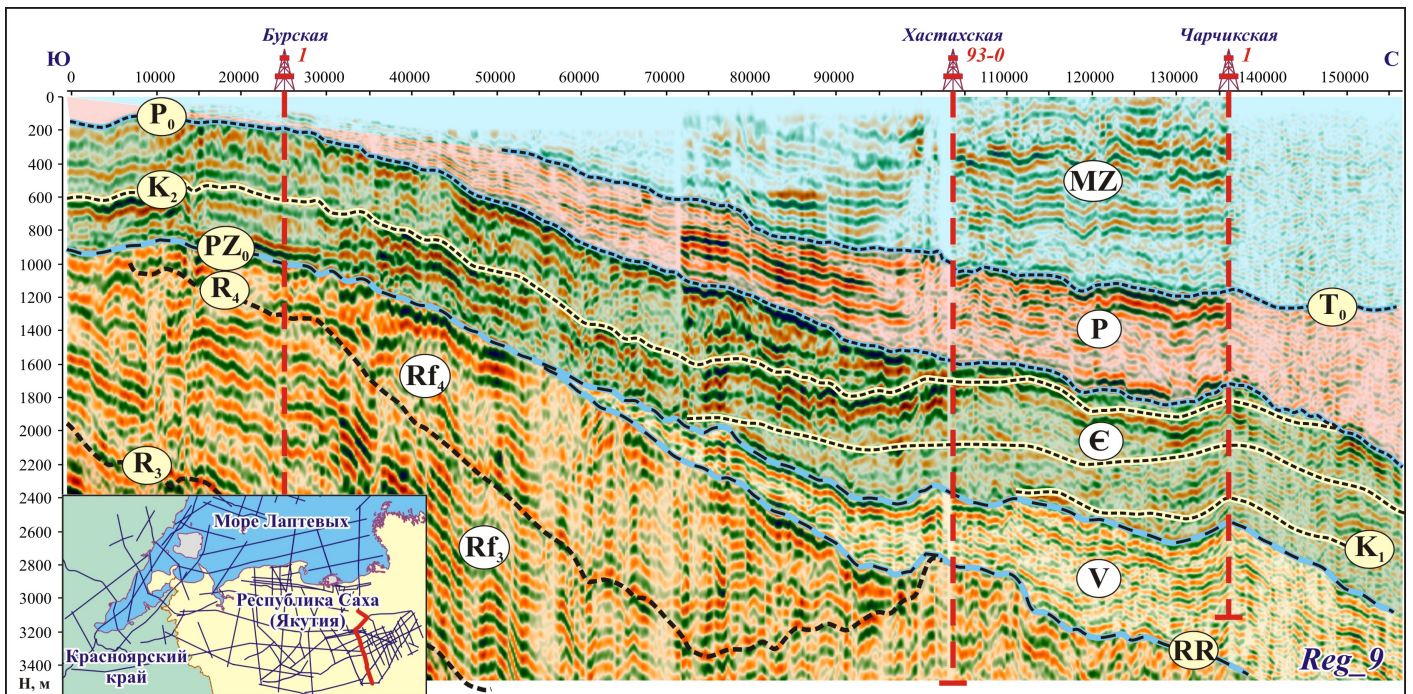 Бурская
Хастахская
Чарчикская
Ю
1
93-0
1
С
0
10000
20000
30000
40000
50000
60000
70000
80000
90000
110000
120000
130000
140000
150000
0
200
400
600
800
1000
1200
1400
1600
1800
2000
2200
2400
2600
2800
3000
3200
3400
Н, м
P₀
K₂
PZ₀
R₄
R₃
Rf₄
Rf₃
MZ
P
Є
V
T₀
K₁
RR
Reg_9
Море Лаптевых
Республика Саха
(Якутия)
Красноярский
край